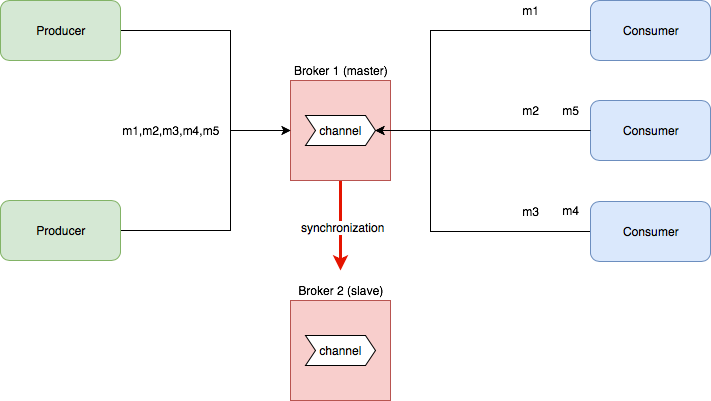 Producer
m1
Consumer
Broker 1 (master)
m1,m2,m3,m4,m5
channel
m2 m5
Consumer
Producer
synchronization
m3 m4
Consumer
Broker 2 (slave)
channel